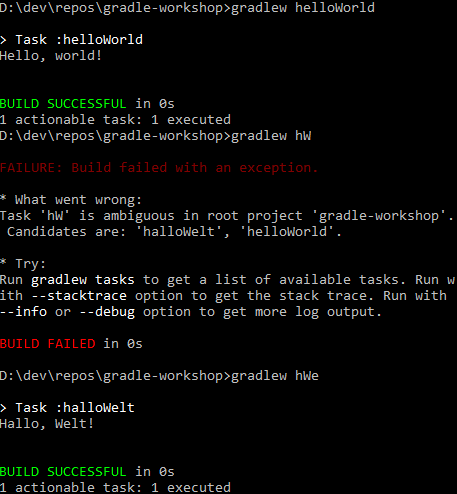 D:\dev\repos\gradle-workshop>gradlew helloWorld
> Task :helloWorld
Hello, world!
BUILD SUCCESSFUL in 0s
1 actionable task: 1 executed
D:\dev\repos\gradle-workshop>gradlew hW
FAILURE: Build failed with an exception.
* What went wrong:
Task 'hW' is ambiguous in root project 'gradle-workshop'.
 Candidates are: 'halloWelt', 'helloWorld'.
* Try:
Run gradlew tasks to get a list of available tasks. Run w
ith --stacktrace option to get the stack trace. Run with
--info or --debug option to get more log output.
BUILD FAILED in 0s
D:\dev\repos\gradle-workshop>gradlew hWe
> Task :halloWelt
Hallo, Welt!
BUILD SUCCESSFUL in 0s
1 actionable task: 1 executed